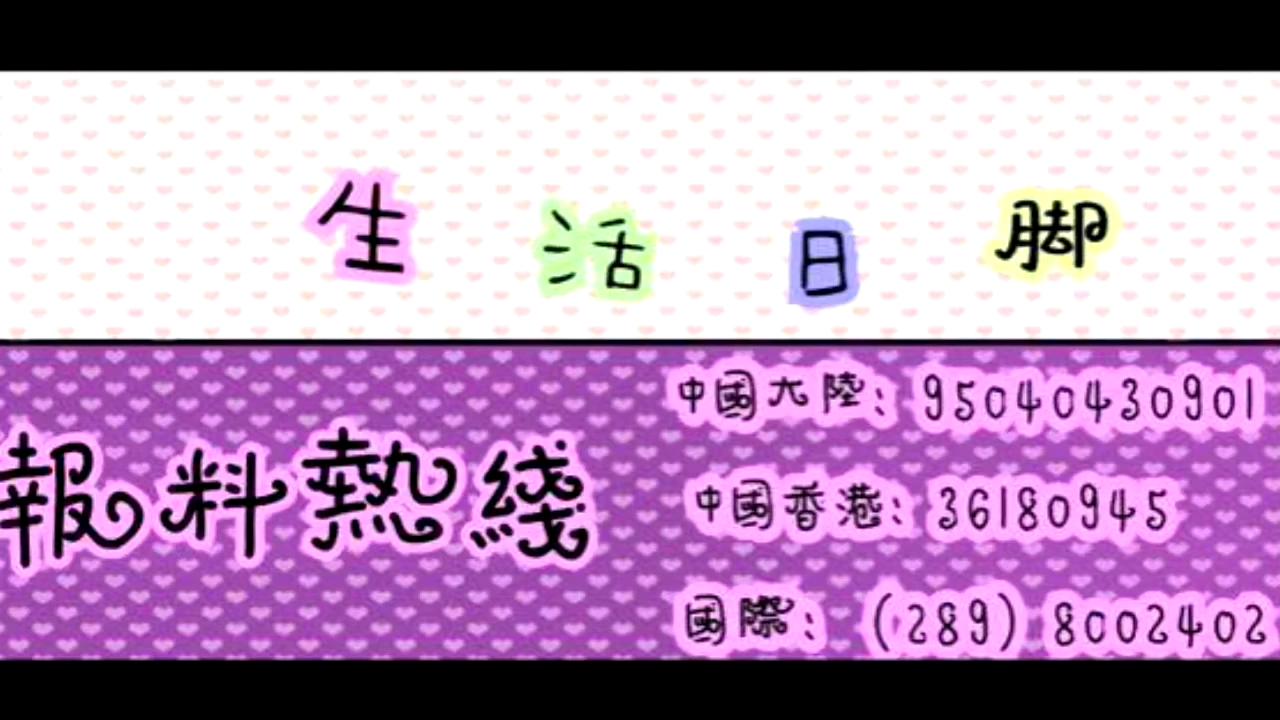 生活日脚
報料熱綫
中國大陸: 95040430901
中國香港: 36180945
國際: (289) 8002402